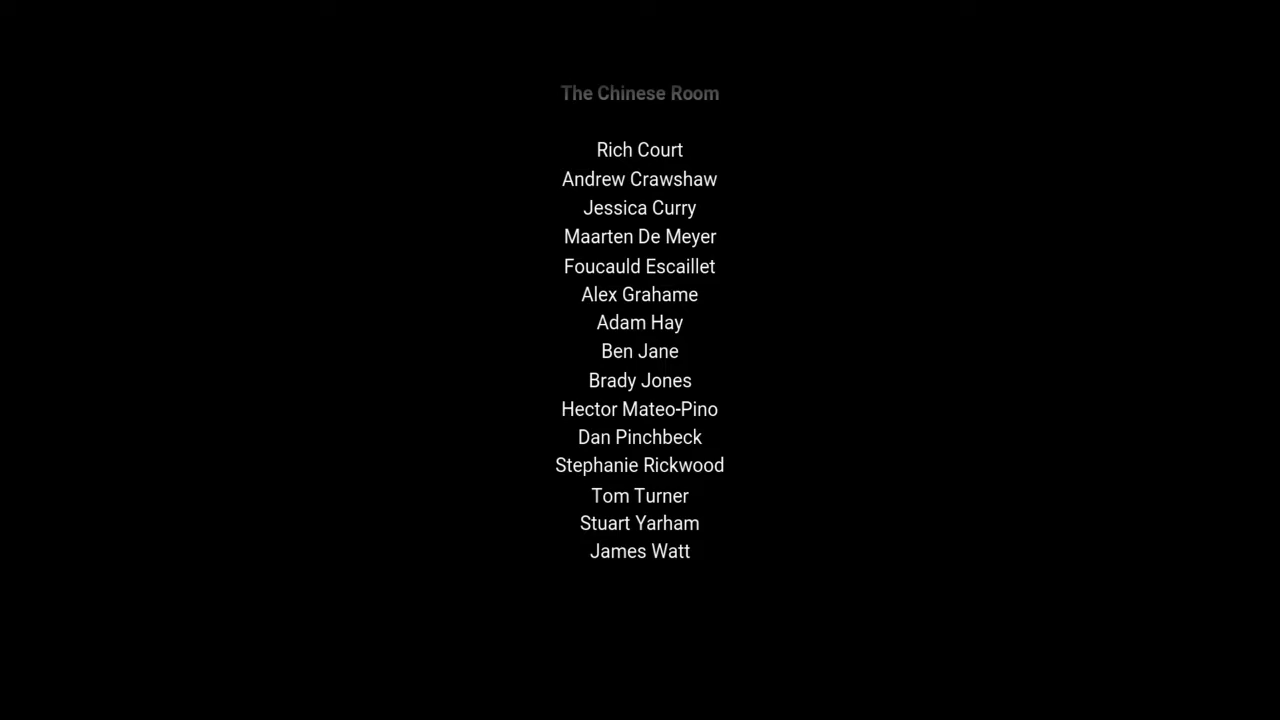 The Chinese Room
Rich Court
Andrew Crawshaw
Jessica Curry
Maarten De Meyer
Foucauld Escaillet
Alex Grahame
Adam Hay
Ben Jane
Brady Jones
Hector Mateo-Pino
Dan Pinchbeck
Stephanie Rickwood
Tom Turner
Stuart Yarham
James Watt